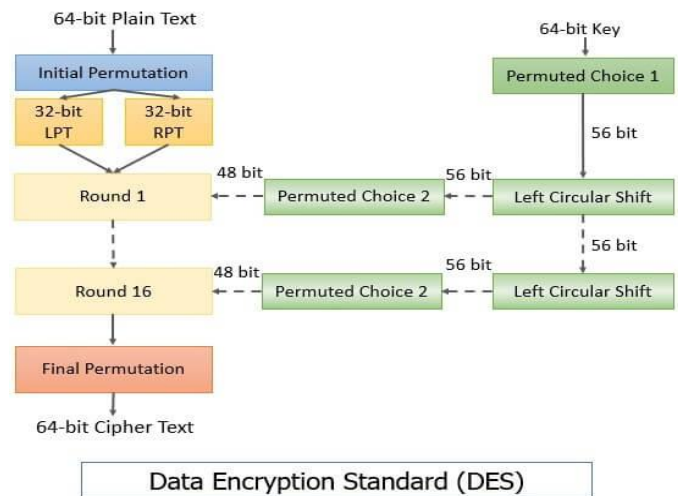 64-bit Plain Text
64-bit Key
Initial Permutation
Permuted Choice 1
32-bit
LPT
32-bit
RPT
56 bit
48 bit
56 bit
Round 1
Permuted Choice 2
Left Circular Shift
56 bit
48 bit
56 bit
Round 16
Permuted Choice 2
Left Circular Shift
Final Permutation
64-bit Cipher Text
Data Encryption Standard (DES)